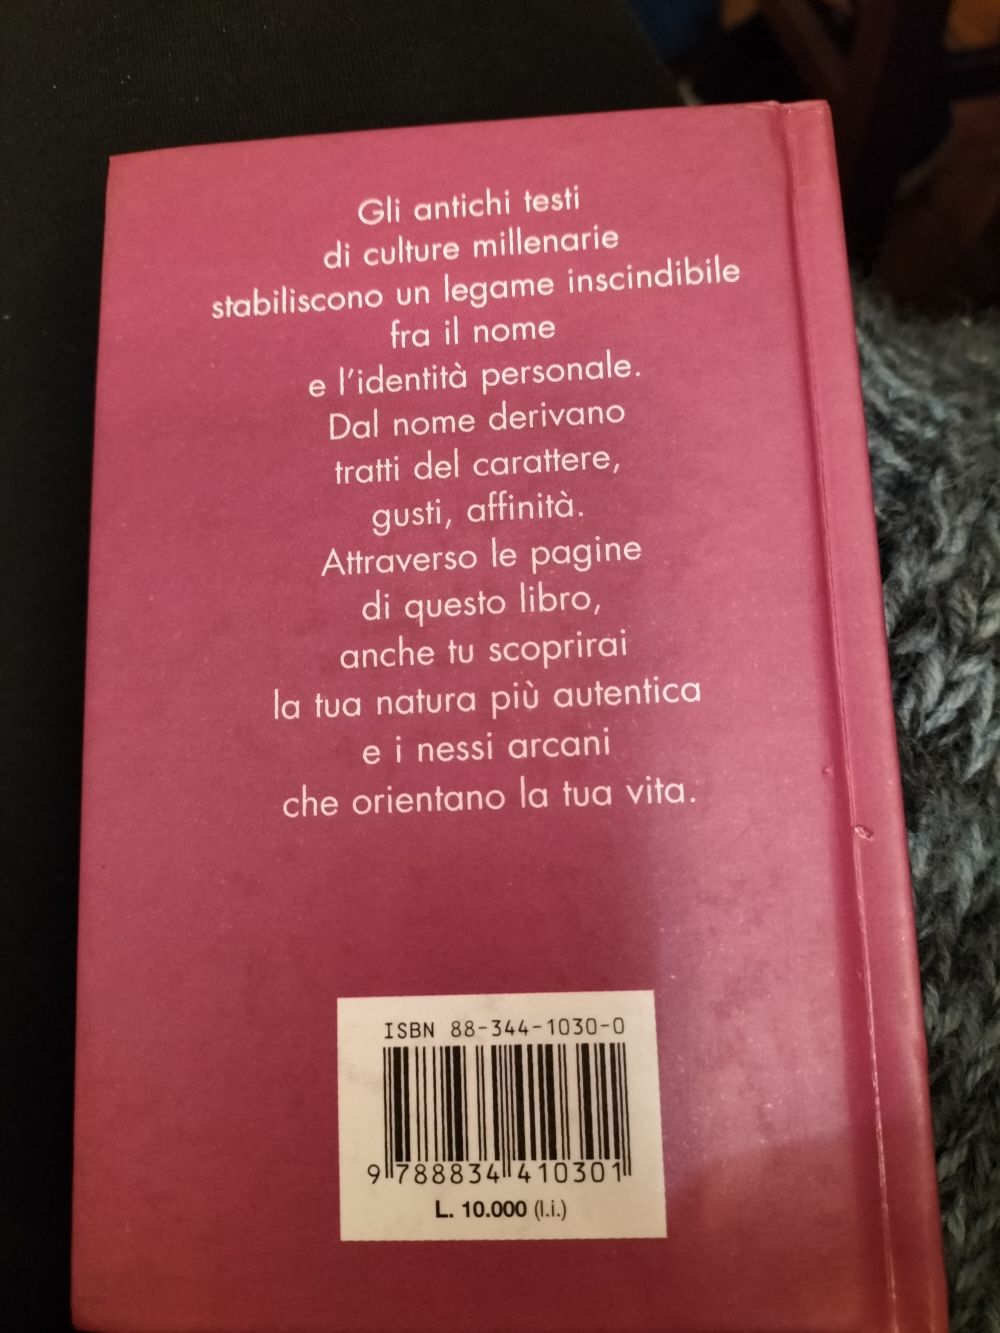 Gli antichi testi
di culture millenarie
stabiliscono un legame inscindibile
fra il nome
e l'identità personale.
Dal nome derivano
tratti del carattere,
gusti, affinità.
Attraverso le pagine
di questo libro,
anche tu scoprirai
la tua natura più autentica
e i nessi arcani
che orientano la tua vita.
ISBN 88-344-1030-0
9 788834 410301
L. 10.000 (I.i.)